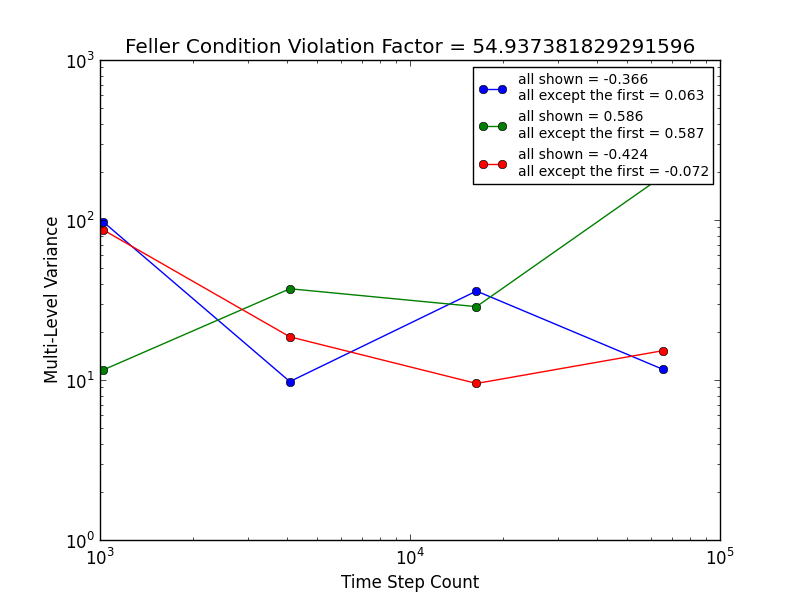 Feller Condition Violation Factor = 54.937381829291596
10³
all shown = -0.366
all except the first = 0.063
all shown = 0.586
all except the first = 0.587
all shown = -0.424
all except the first = -0.072
10²
Multi-Level Variance
10¹
10⁰
10³ 10⁴ 10⁵
Time Step Count